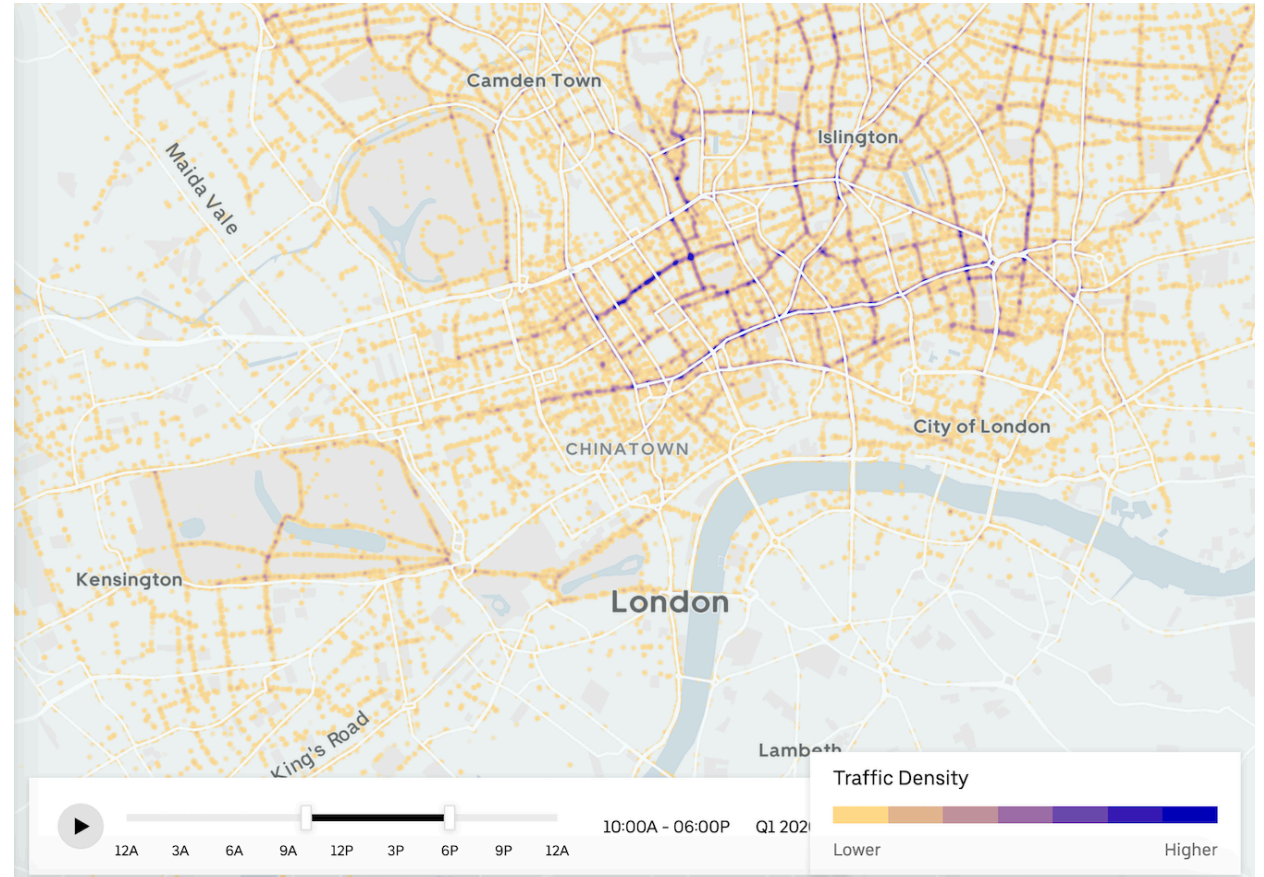 Camden Town
Islington
Maida Vale
CHINATOWN
City of London
Kensington
London
King's Road
Lambeth
Traffic Density
Lower Higher
10:00A - 06:00P Q1 202
12A 3A 6A 9A 12P 3P 6P 9P 12A